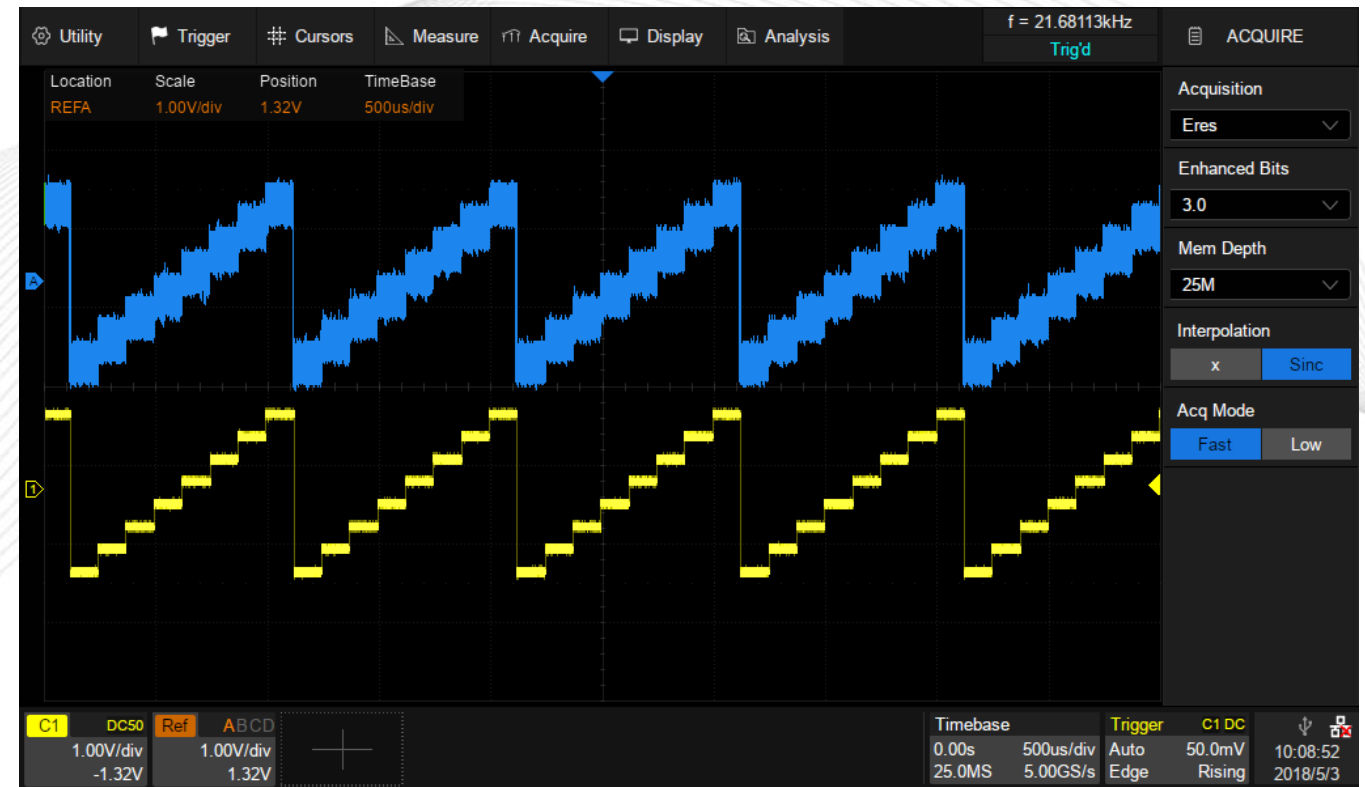 Utility Trigger Cursors Measure Acquire Display Analysis f = 21.68113kHz ACQUIRE
Trig'd
Location Scale Position TimeBase
REFA 1.00V/div 1.32V 500us/div
Acquisition
Eres
Enhanced Bits
3.0
Mem Depth
25M
Interpolation
x Sinc
Acq Mode
Fast Low
A
1
C1 DC50 Ref ABCD Timebase Trigger C1 DC
1.00V/div 1.00V/div 0.00s 500us/div Auto 50.0mV 10:08:52
-1.32V 1.32V 25.0MS 5.00GS/s Edge Rising 2018/5/3